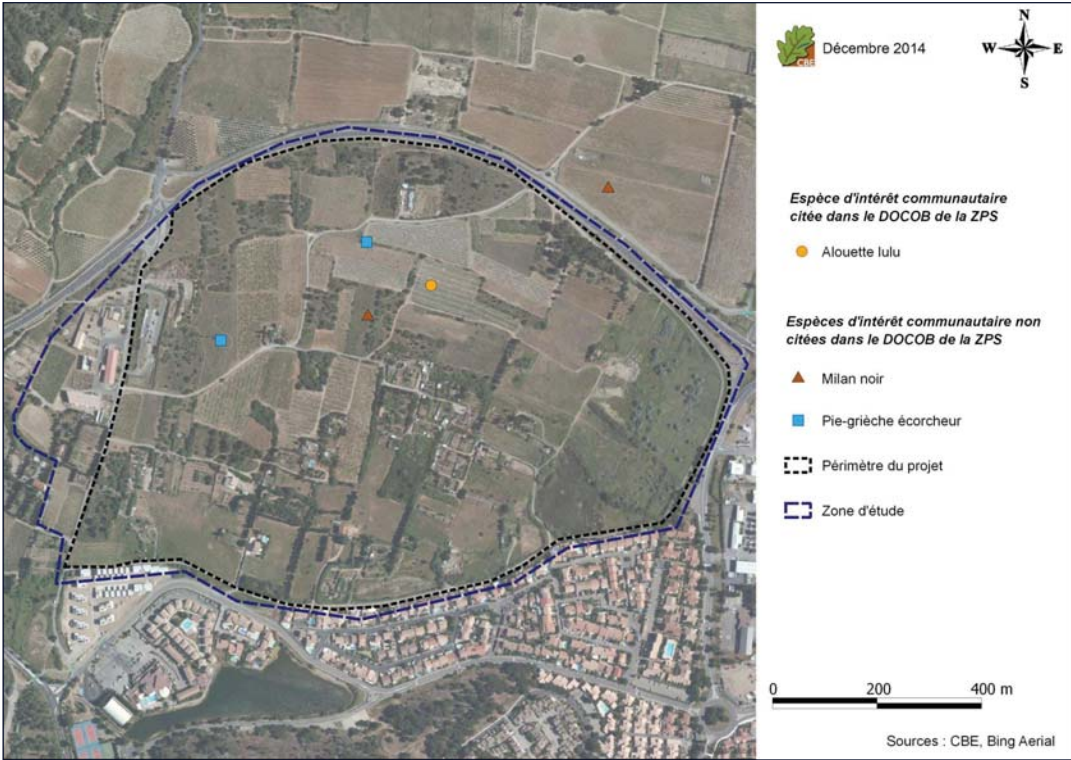 CBE
Décembre 2014
N
W E
S
Espèce d'intérêt communautaire
citée dans le DOCOB de la ZPS
Alouette lulu
Espèces d'intérêt communautaire non
citées dans le DOCOB de la ZPS
Milan noir
Pie-grièche écorcheur
Périmètre du projet
Zone d'étude
0 200 400 m
Sources : CBE, Bing Aerial